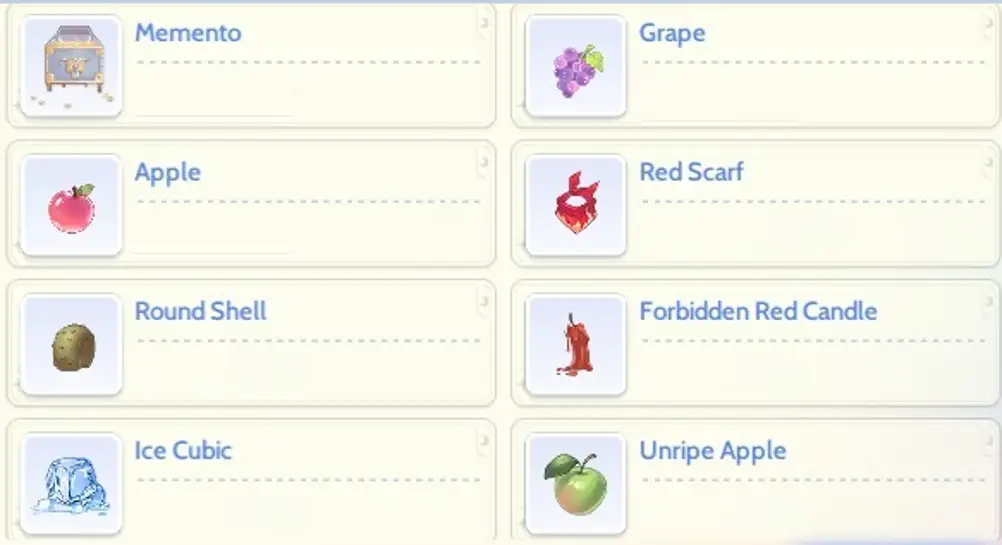 Memento
Grape
Apple
Red Scarf
Round Shell
Forbidden Red Candle
Ice Cubic
Unripe Apple